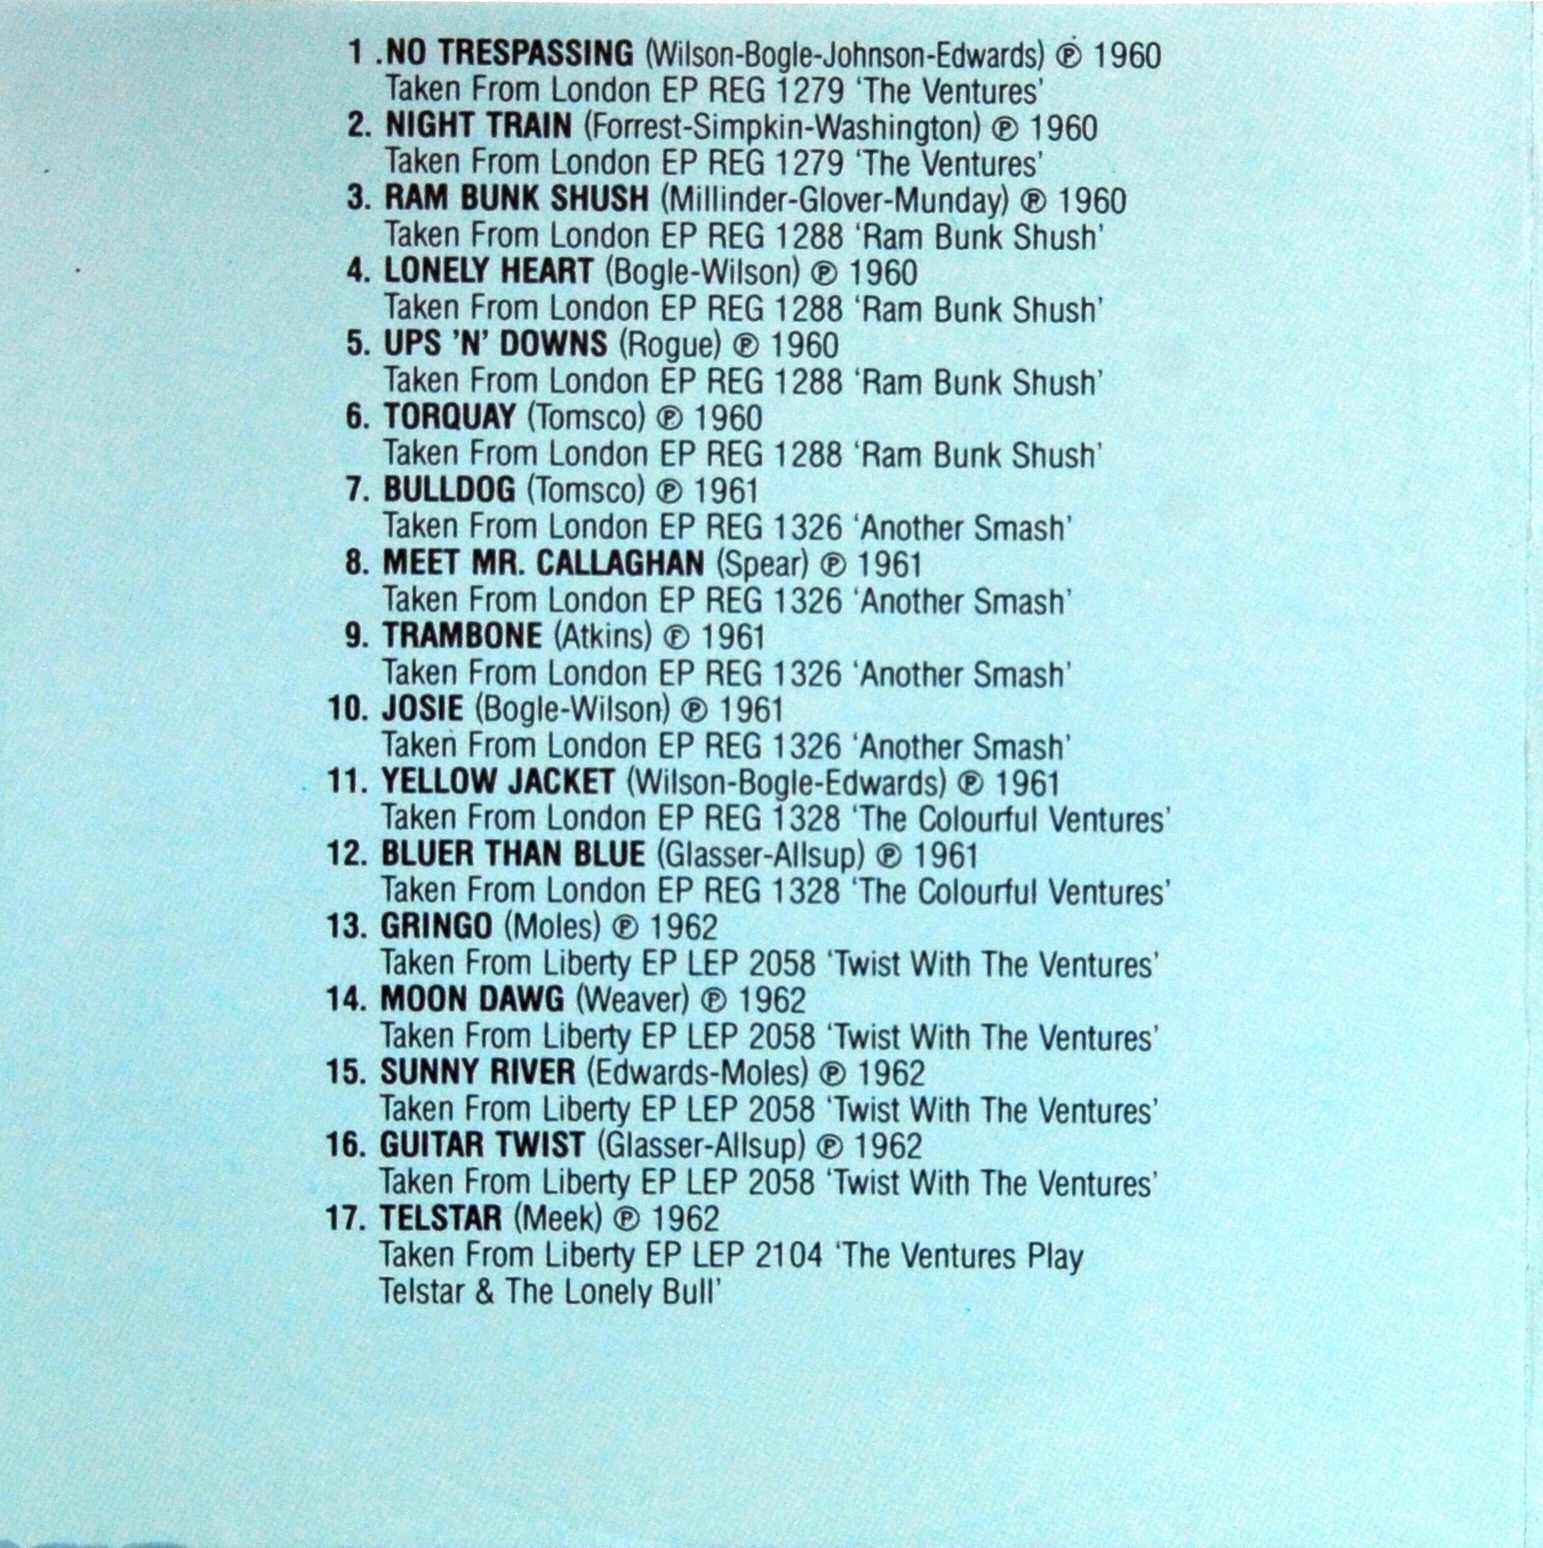 1 .NO TRESPASSING (Wilson-Bogle-Johnson-Edwards) ℗ 1960
Taken From London EP REG 1279 ‘The Ventures’
2. NIGHT TRAIN (Forrest-Simpkin-Washington) ℗ 1960
Taken From London EP REG 1279 ‘The Ventures’
3. RAM BUNK SHUSH (Millinder-Glover-Munday) ℗ 1960
Taken From London EP REG 1288 ‘Ram Bunk Shush’
4. LONELY HEART (Bogle-Wilson) ℗ 1960
Taken From London EP REG 1288 ‘Ram Bunk Shush’
5. UPS ’N’ DOWNS (Rogue) ℗ 1960
Taken From London EP REG 1288 ‘Ram Bunk Shush’
6. TORQUAY (Tomsco) ℗ 1960
Taken From London EP REG 1288 ‘Ram Bunk Shush’
7. BULLDOG (Tomsco) ℗ 1961
Taken From London EP REG 1326 ‘Another Smash’
8. MEET MR. CALLAGHAN (Spear) ℗ 1961
Taken From London EP REG 1326 ‘Another Smash’
9. TRAMBONE (Atkins) ℗ 1961
Taken From London EP REG 1326 ‘Another Smash’
10. JOSIE (Bogle-Wilson) ℗ 1961
Taken From London EP REG 1326 ‘Another Smash’
11. YELLOW JACKET (Wilson-Bogle-Edwards) ℗ 1961
Taken From London EP REG 1328 ‘The Colourful Ventures’
12. BLUER THAN BLUE (Glasser-Allsup) ℗ 1961
Taken From London EP REG 1328 ‘The Colourful Ventures’
13. GRINGO (Moles) ℗ 1962
Taken From Liberty EP LEP 2058 ‘Twist With The Ventures’
14. MOON DAWG (Weaver) ℗ 1962
Taken From Liberty EP LEP 2058 ‘Twist With The Ventures’
15. SUNNY RIVER (Edwards-Moles) ℗ 1962
Taken From Liberty EP LEP 2058 ‘Twist With The Ventures’
16. GUITAR TWIST (Glasser-Allsup) ℗ 1962
Taken From Liberty EP LEP 2058 ‘Twist With The Ventures’
17. TELSTAR (Meek) ℗ 1962
Taken From Liberty EP LEP 2104 ‘The Ventures Play
Telstar & The Lonely Bull’